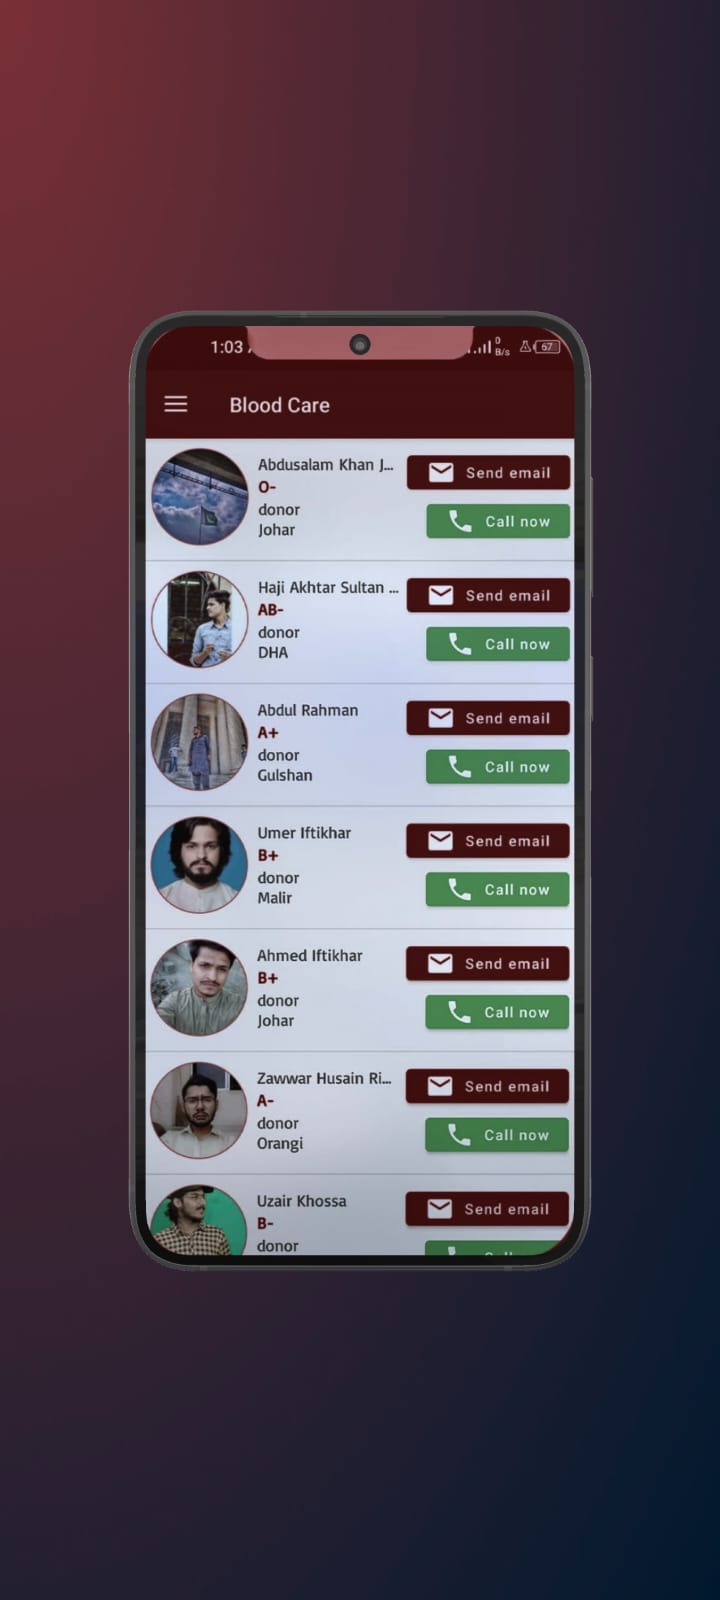 1:03
0
B/s
67
Blood Care
Abdusalam Khan J...
O-
donor
Johar
Send email
Call now
Haji Akhtar Sultan ...
AB-
donor
DHA
Send email
Call now
Abdul Rahman
A+
donor
Gulshan
Send email
Call now
Umer Iftikhar
B+
donor
Malir
Send email
Call now
Ahmed Iftikhar
B+
donor
Johar
Send email
Call now
Zawwar Husain Ri...
A-
donor
Orangi
Send email
Call now
Uzair Khossa
B-
donor
Send email